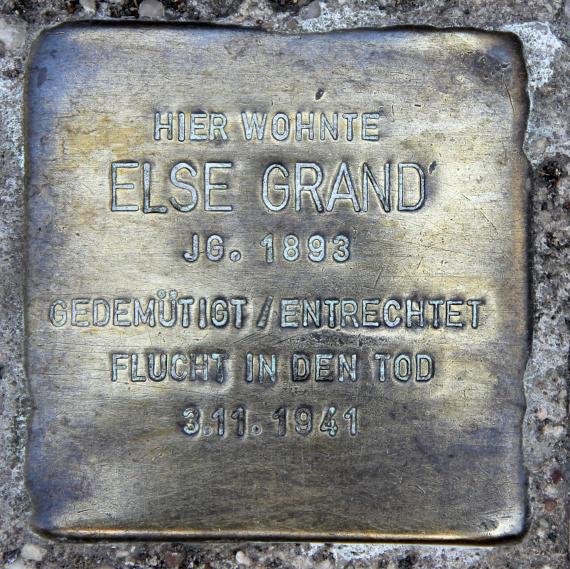 HIER WOHNTE
ELSE GRAND
JG. 1893
GEDEMÜTIGT / ENTRECHTET
FLUCHT IN DEN TOD
3.11. 1941